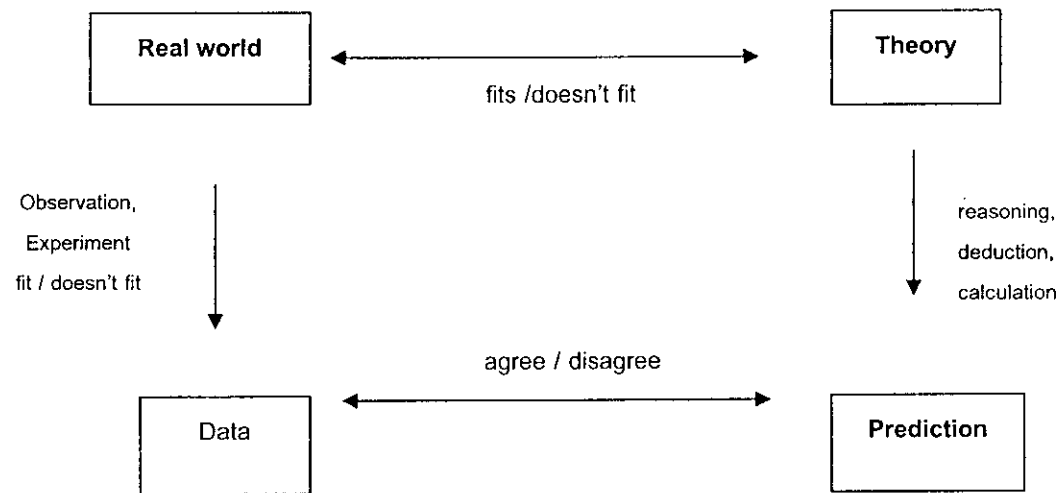 Real world
Theory
fits /doesn't fit
Observation,
Experiment
fit / doesn't fit
reasoning,
deduction,
calculation
agree / disagree
Data
Prediction